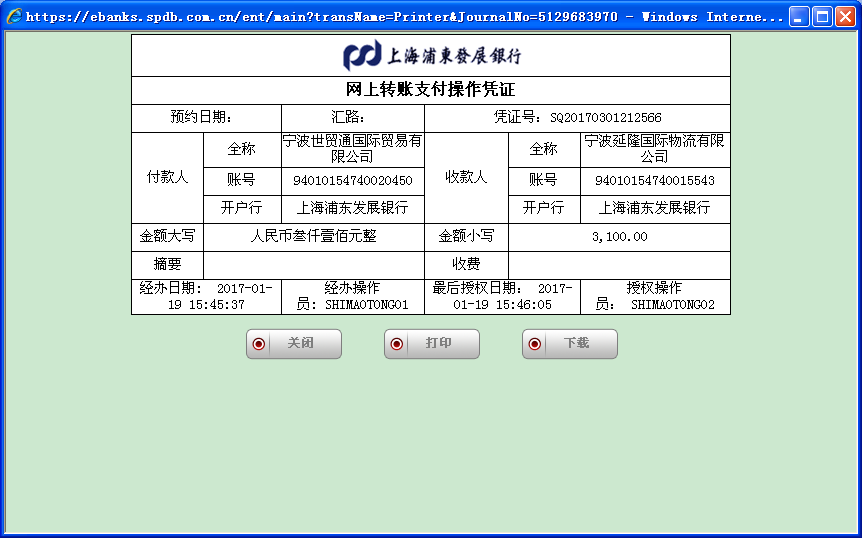 https://ebanks.spdb.com.cn/ent/main?transName=Printer&JournalNo=5129683970 - Windows Interne...
上海浦東發展銀行
网上转账支付操作凭证
预约日期: 汇路: 凭证号: SQ20170301212566
付款人 全称 宁波世贸通国际贸易有限公司 收款人 全称 宁波延隆国际物流有限公司
账号 94010154740020450 账号 94010154740015543
开户行 上海浦东发展银行 开户行 上海浦东发展银行
金额大写 人民币叁仟壹佰元整 金额小写 3,100.00
摘要 收费
经办日期: 2017-01-19 15:45:37 经办操作员: SHIMAOTONG01 最后授权日期: 2017-01-19 15:46:05 授权操作员: SHIMAOTONG02
关闭 打印 下载